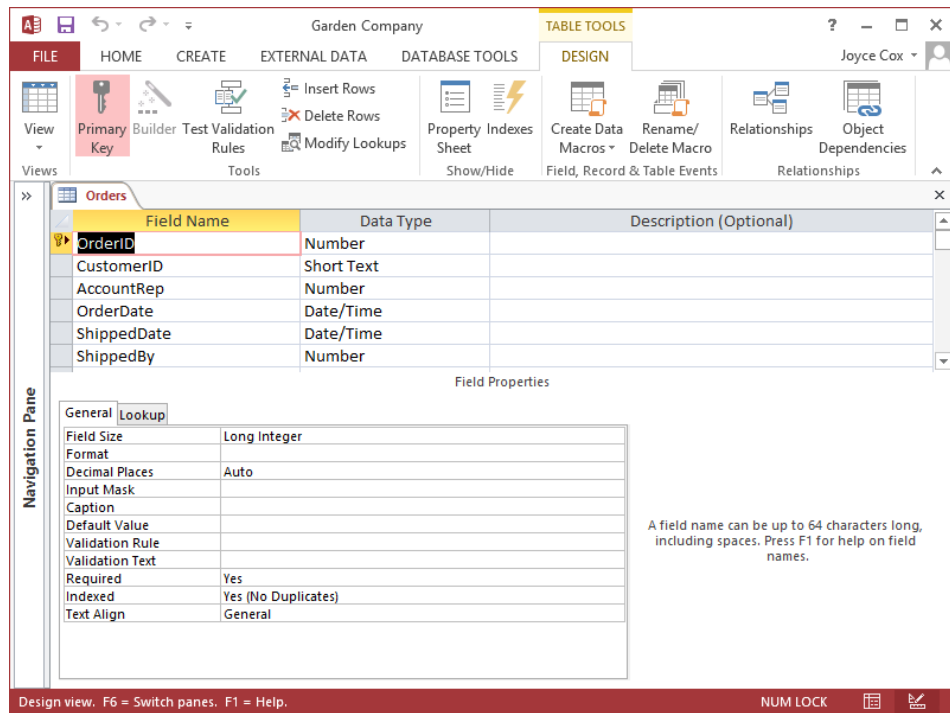 Garden Company
TABLE TOOLS
?
FILE HOME CREATE EXTERNAL DATA DATABASE TOOLS DESIGN Joyce Cox
View
Primary Key
Builder
Test Validation Rules
Insert Rows
Delete Rows
Modify Lookups
Property Sheet
Indexes
Create Data Macros
Rename/ Delete Macro
Relationships
Object Dependencies
Views Tools Show/Hide Field, Record & Table Events Relationships
Orders
Field Name Data Type Description (Optional)
OrderID Number
CustomerID Short Text
AccountRep Number
OrderDate Date/Time
ShippedDate Date/Time
ShippedBy Number
Field Properties
Navigation Pane
General Lookup
Field Size Long Integer
Format
Decimal Places Auto
Input Mask
Caption
Default Value
Validation Rule
Validation Text
Required Yes
Indexed Yes (No Duplicates)
Text Align General
A field name can be up to 64 characters long,
including spaces. Press F1 for help on field
names.
Design view. F6 = Switch panes. F1 = Help. NUM LOCK